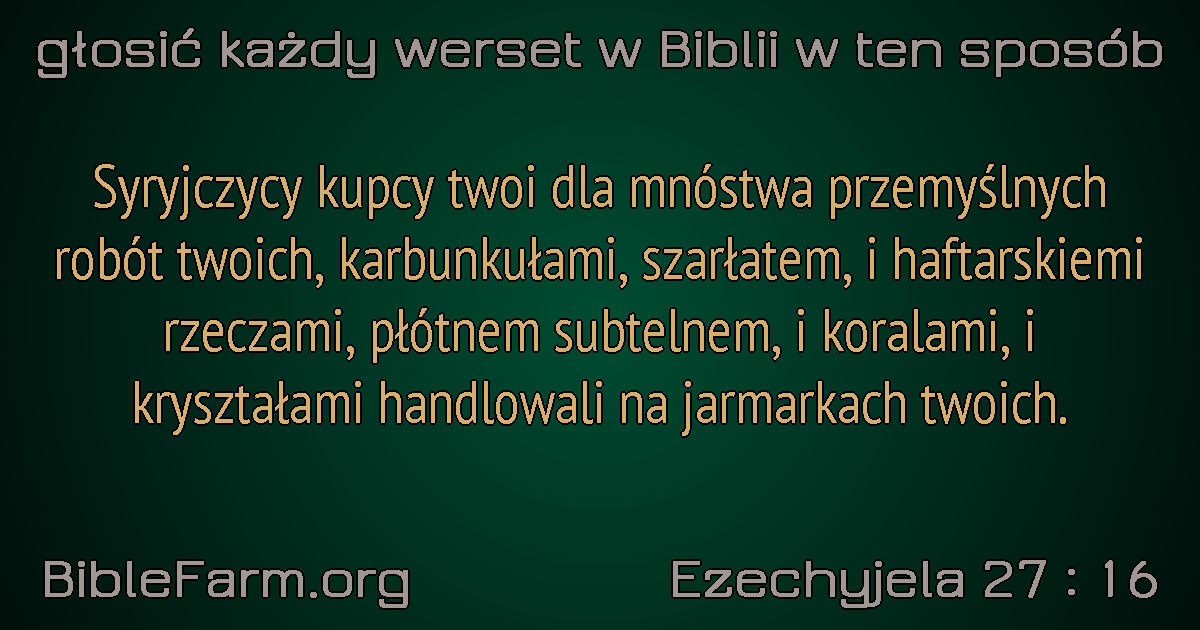 głosić każdy werset w Biblii w ten sposób
Syryjczycy kupcy twoi dla mnóstwa przemyślnych
robót twoich, karbunkułami, szarłatem, i haftarskiemi
rzeczami, płótnem subtelnem, i koralami, i
kryształami handlowali na jarmarkach twoich.
BibleFarm.org
Ezechyjela 27 : 16